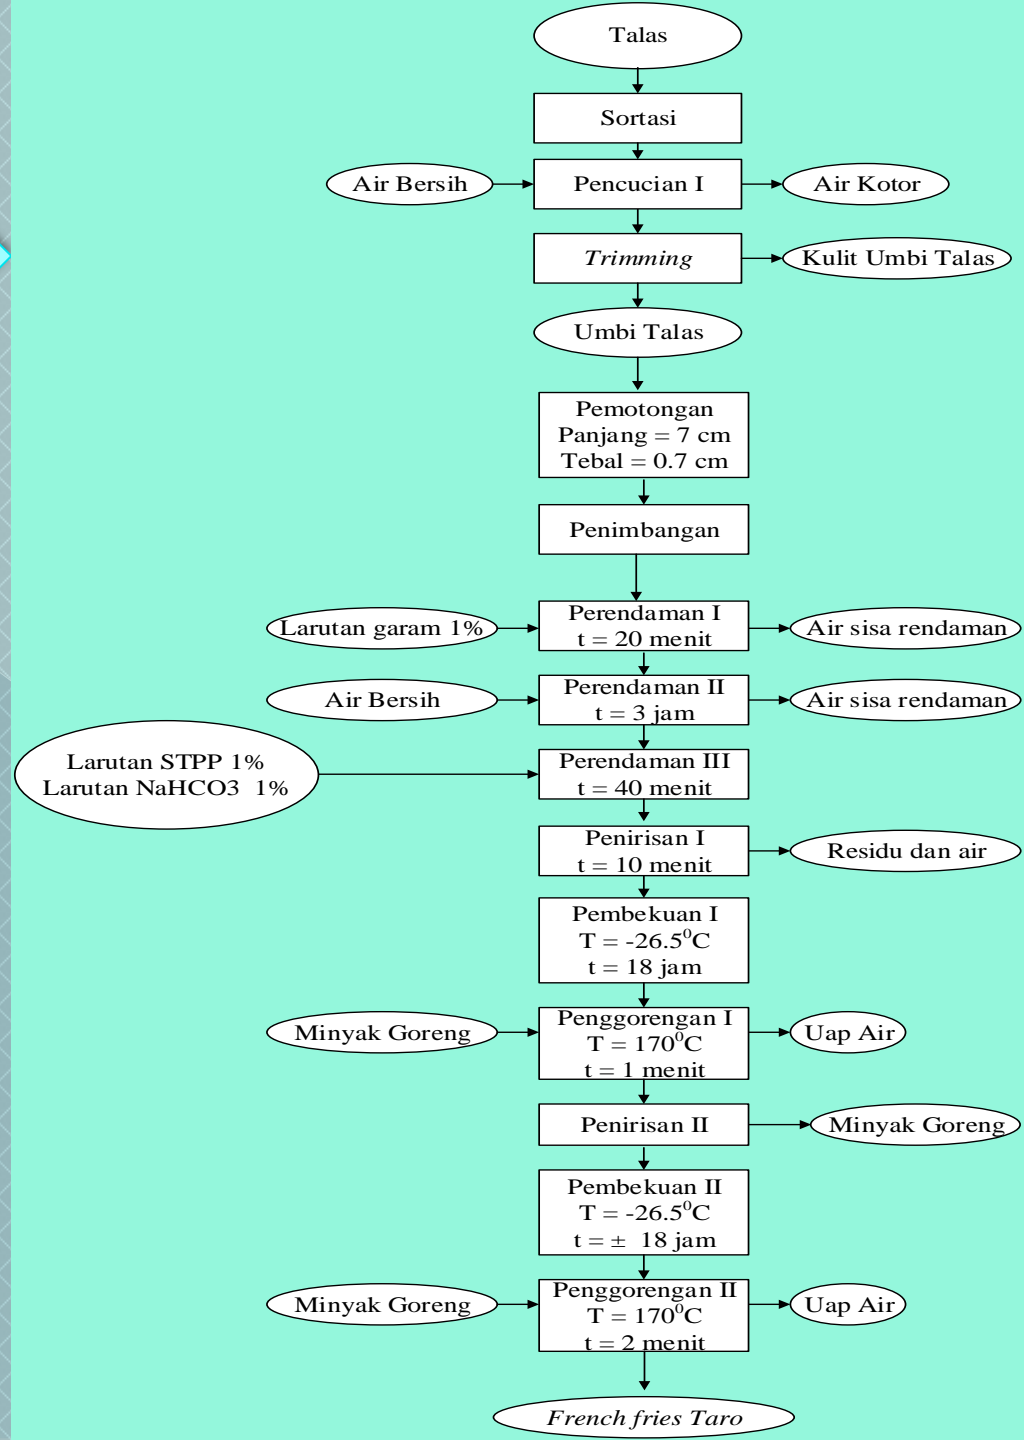 Talas
Sortasi
Air Bersih
Pencucian I
Air Kotor
Trimming
Kulit Umbi Talas
Umbi Talas
Pemotongan
Panjang = 7 cm
Tebal = 0.7 cm
Penimbangan
Larutan garam 1%
Perendaman I
t = 20 menit
Air sisa rendaman
Air Bersih
Perendaman II
t = 3 jam
Air sisa rendaman
Larutan STPP 1%
Larutan NaHCO3 1%
Perendaman III
t = 40 menit
Penirisan I
t = 10 menit
Residu dan air
Pembekuan I
T = -26.5⁰C
t = 18 jam
Minyak Goreng
Penggorengan I
T = 170⁰C
t = 1 menit
Uap Air
Penirisan II
Minyak Goreng
Pembekuan II
T = -26.5⁰C
t = ± 18 jam
Minyak Goreng
Penggorengan II
T = 170⁰C
t = 2 menit
Uap Air
French fries Taro